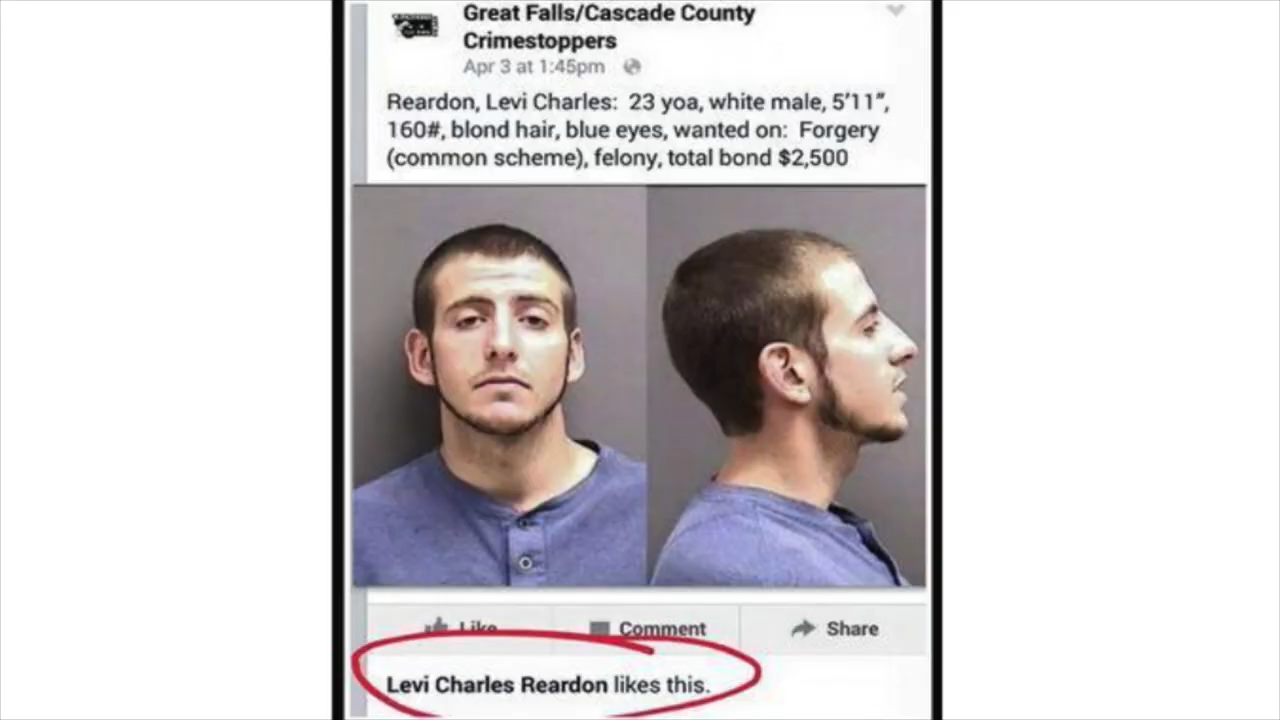 Great Falls/Cascade County
Crimestoppers
Apr 3 at 1:45pm
Reardon, Levi Charles: 23 yoa, white male, 5'11",
160#, blond hair, blue eyes, wanted on: Forgery
(common scheme), felony, total bond $2,500
Like Comment Share
Levi Charles Reardon likes this.